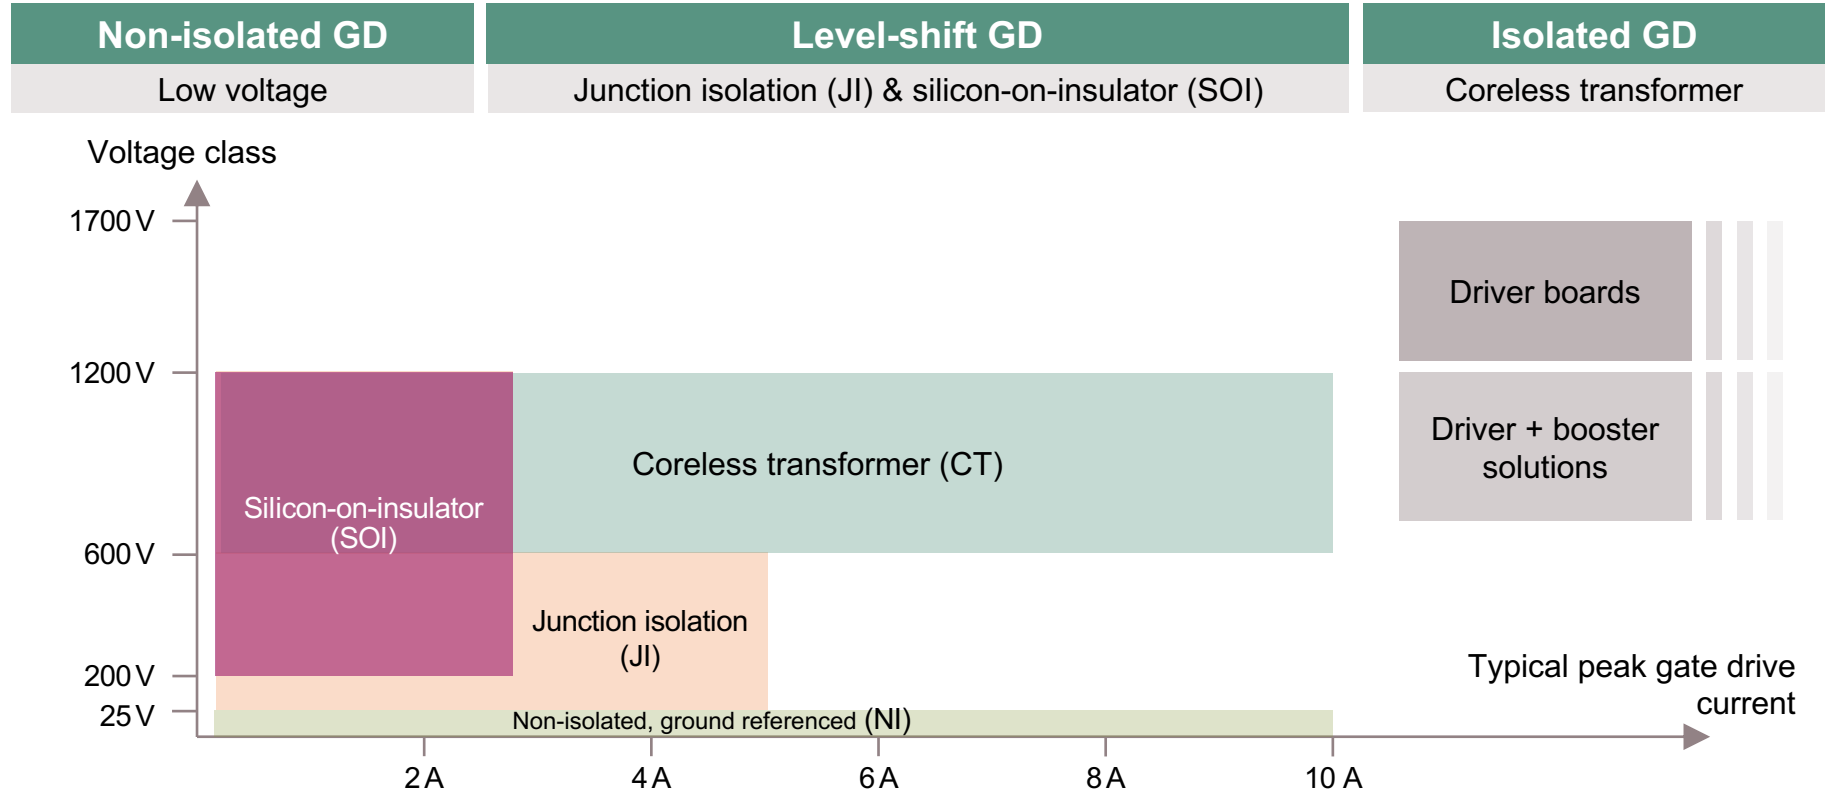 Non-isolated GD
Level-shift GD
Isolated GD
Low voltage
Junction isolation (JI) & silicon-on-insulator (SOI)
Coreless transformer
Voltage class
1700 V
1200 V
600 V
200 V
25 V
Driver boards
Driver + booster
solutions
Coreless transformer (CT)
Silicon-on-insulator
(SOI)
Junction isolation
(JI)
Non-isolated, ground referenced (NI)
Typical peak gate drive
current
2 A
4 A
6 A
8 A
10 A